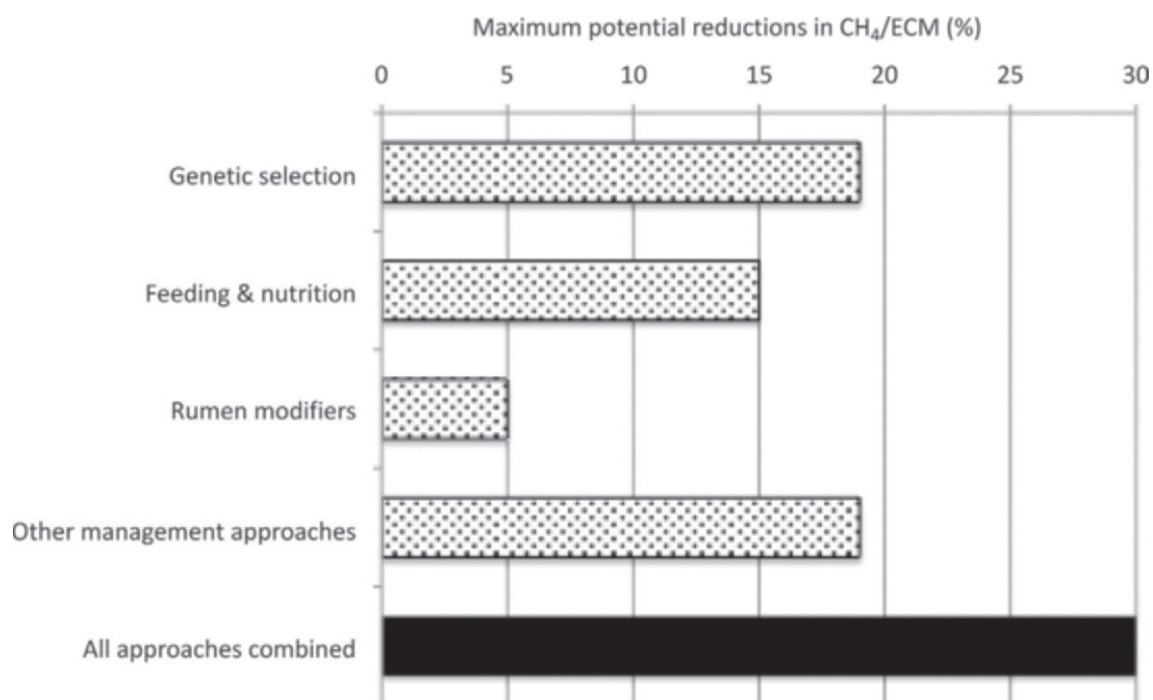 Maximum potential reductions in CH₄/ECM (%)
0 5 10 15 20 25 30
Genetic selection
Feeding & nutrition
Rumen modifiers
Other management approaches
All approaches combined